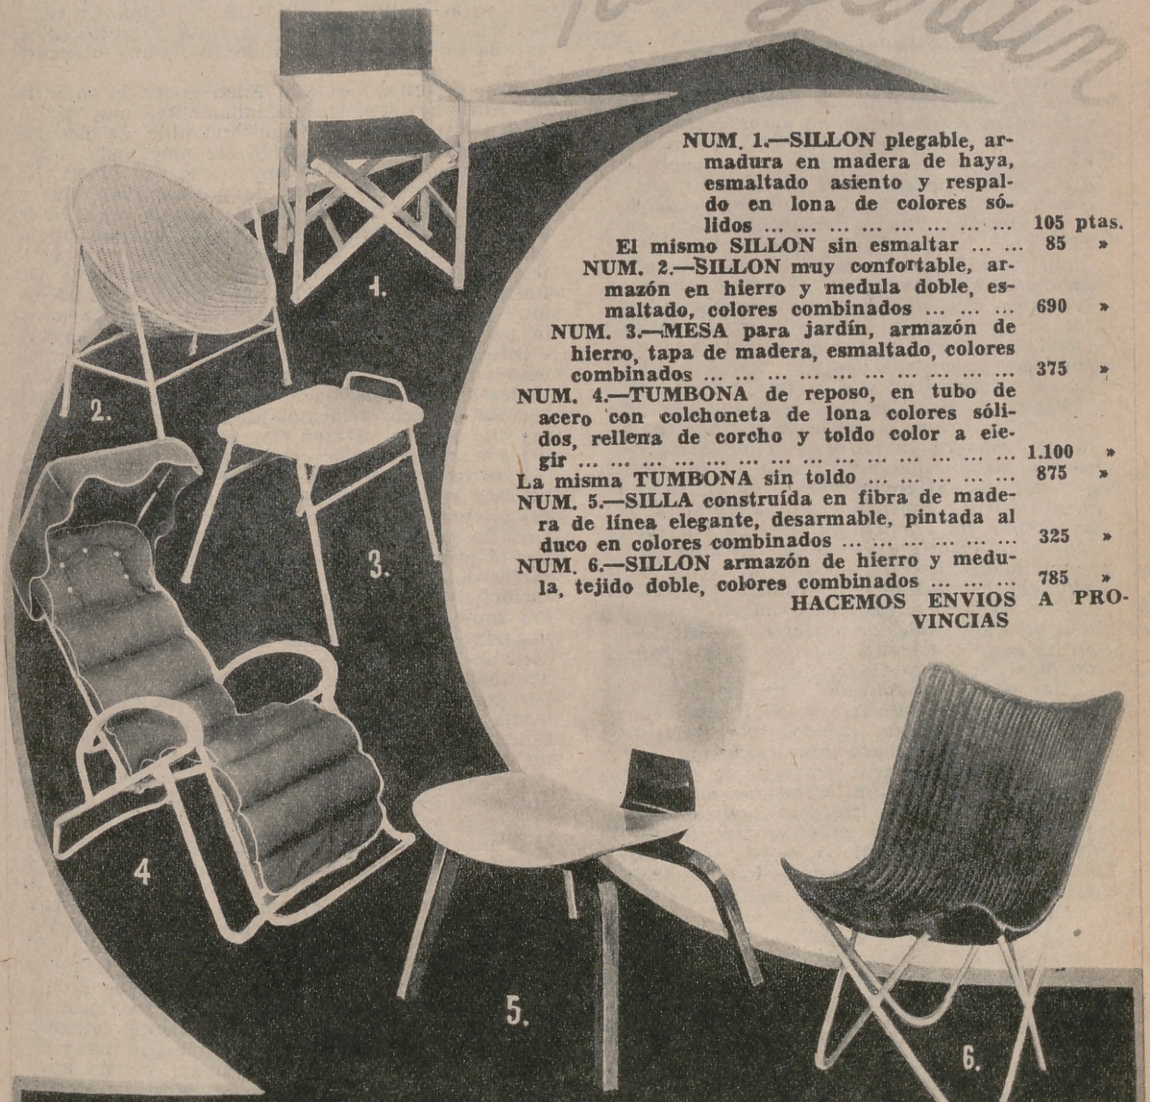 Jardin
NUM. 1.—SILLON plegable, ar-
madura en madera de haya,
esmaltado asiento y respal-
do en lona de colores só-
lidos ... ... ... ... ... ... ... ... 105 ptas.
El mismo SILLON sin esmaltar ... ... 85 »
NUM. 2.—SILLON muy confortable, ar-
mazón en hierro y medula doble, es-
maltado, colores combinados ... ... ... 690 »
NUM. 3.—MESA para jardín, armazón de
hierro, tapa de madera, esmaltado, colores
combinados ... ... ... ... ... ... ... ... ... ... 375 »
NUM. 4.—TUMBONA de reposo, en tubo de
acero con colchoneta de lona colores sóli-
dos, rellena de corcho y toldo color a ele-
gir ... ... ... ... ... ... ... ... ... ... ... ... ... ... 1.100 »
La misma TUMBONA sin toldo ... ... ... ... ... 875 »
NUM. 5.—SILLA construída en fibra de made-
ra de línea elegante, desarmable, pintada al
duco en colores combinados ... ... ... ... ... ... 325 »
NUM. 6.—SILLON armazón de hierro y medu-
la, tejido doble, colores combinados ... ... ... 785 »
HACEMOS ENVIOS A PRO-
VINCIAS
1.
2.
3.
4
5.
6.